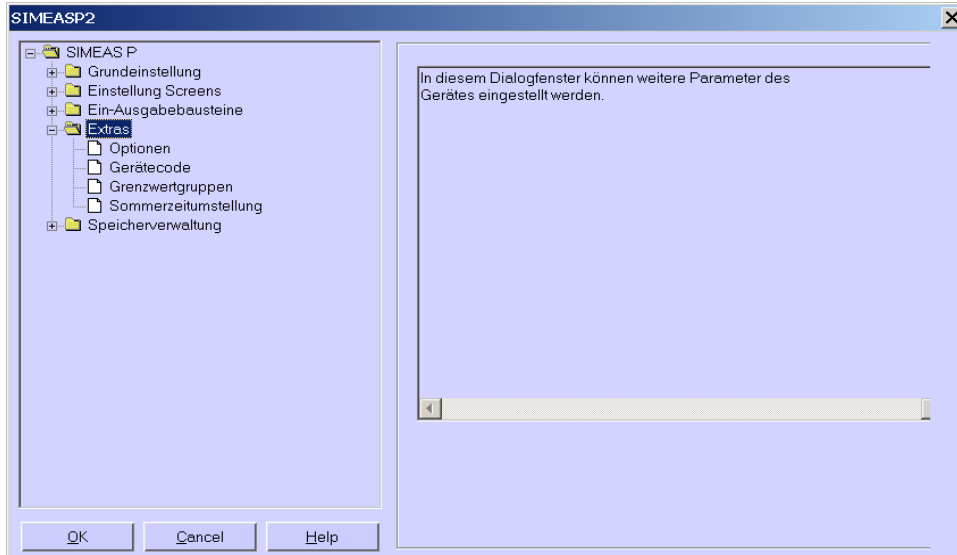 SIMEASP2
SIMEAS P
Grundeinstellung
Einstellung Screens
Ein-Ausgabebausteine
Extras
Optionen
Gerätecode
Grenzwertgruppen
Sommerzeitumstellung
Speicherverwaltung
In diesem Dialogfenster können weitere Parameter des
Gerätes eingestellt werden.
OK
Cancel
Help